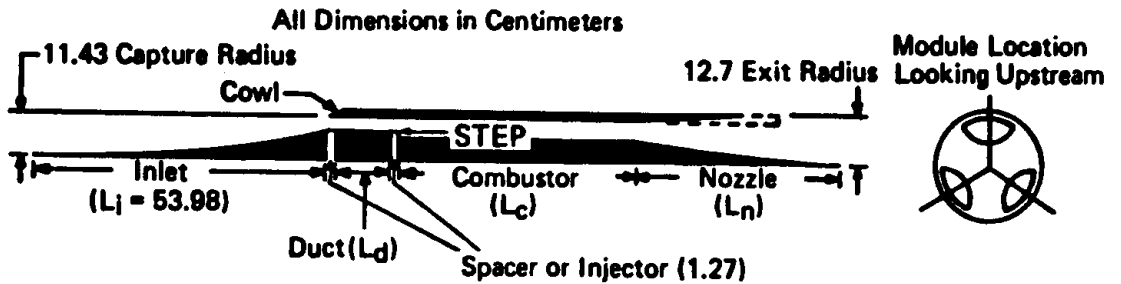 All Dimensions in Centimeters
11.43 Capture Radius
Cowl
12.7 Exit Radius
Module Location
Looking Upstream
STEP
Inlet
(Li = 53.98)
Combustor
(Lc)
Nozzle
(Ln)
Duct (Ld)
Spacer or Injector (1.27)